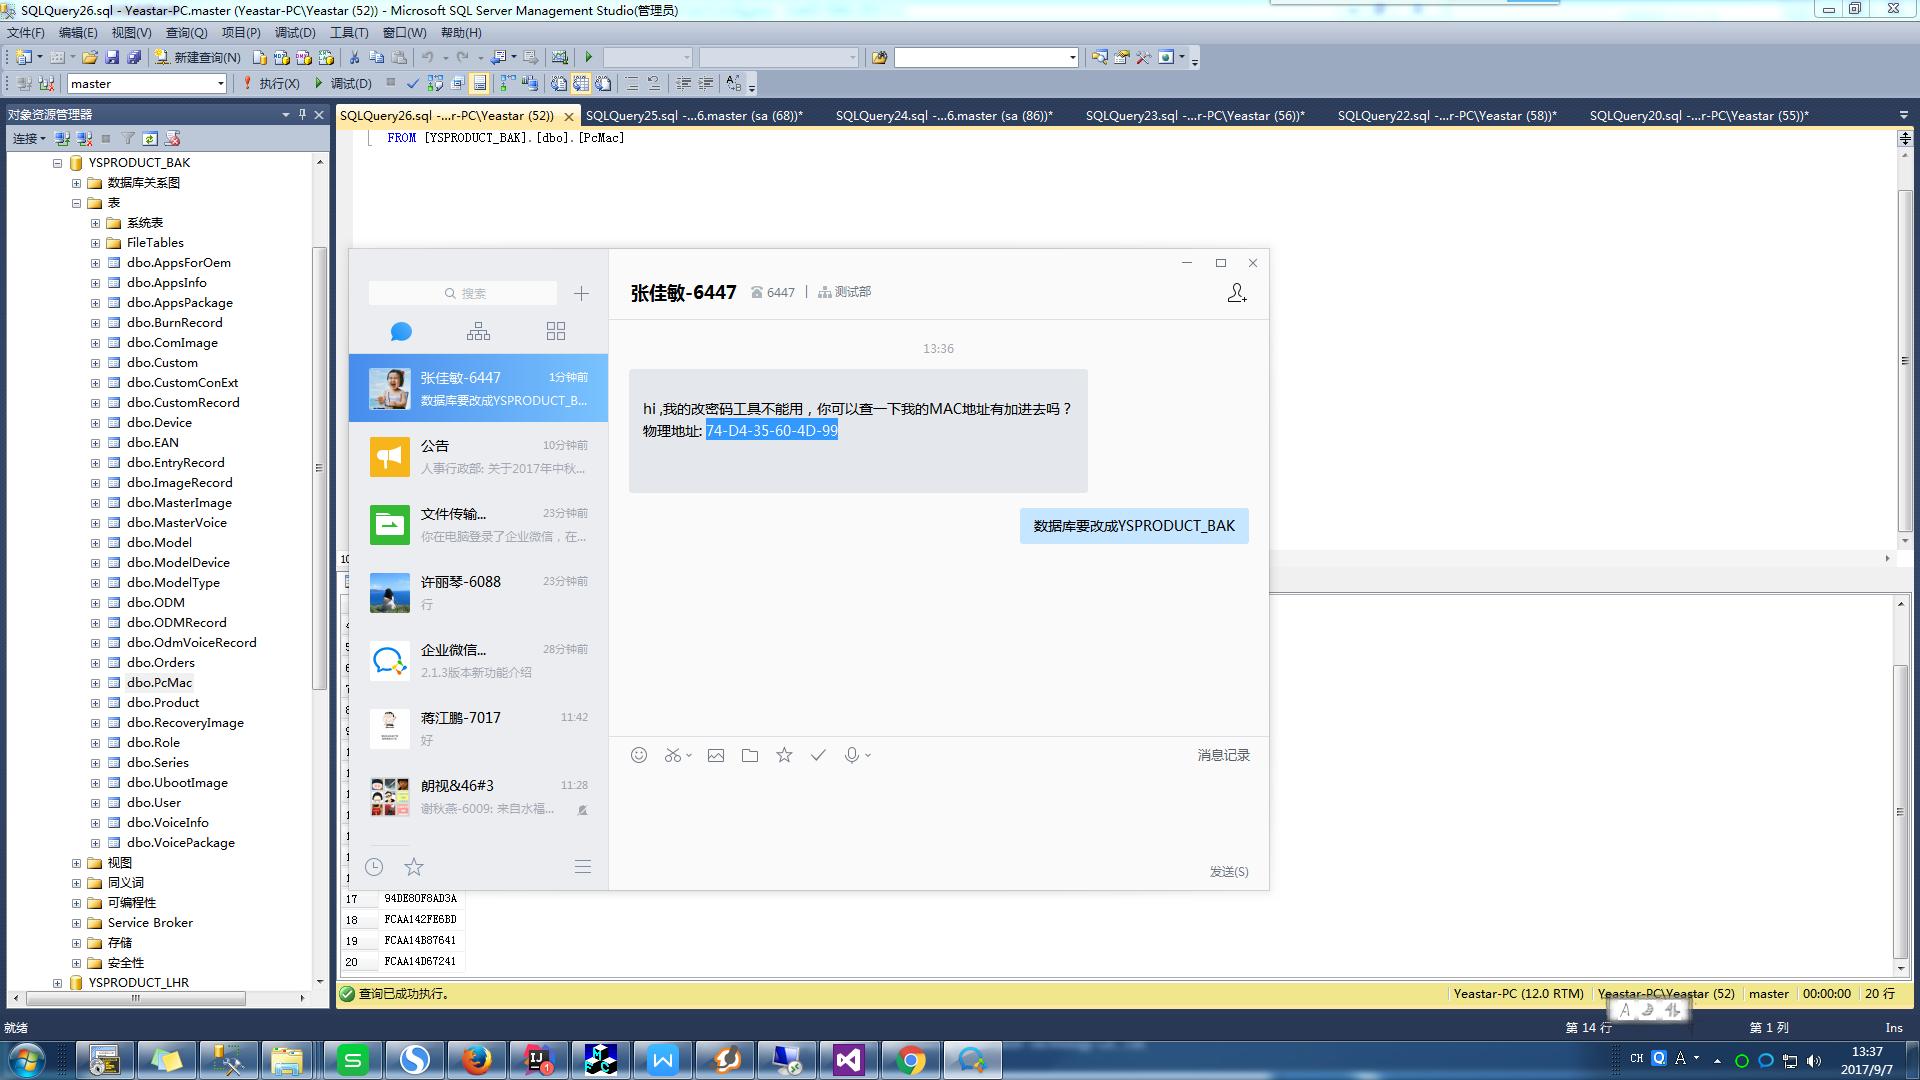 SQLQuery26.sql - Yeastar-PC.master (Yeastar-PC\Yeastar (52)) - Microsoft SQL Server Management Studio(管理员)
文件(F) 编辑(E) 视图(V) 查询(Q) 项目(P) 调试(D) 工具(T) 窗口(W) 帮助(H)
新建查询(N)
master 执行(X) 调试(D)
对象资源管理器
连接
YSPRODUCT_BAK
数据库关系图
表
系统表
FileTables
dbo.AppsForOem
dbo.AppsInfo
dbo.AppsPackage
dbo.BurnRecord
dbo.ComImage
dbo.Custom
dbo.CustomConExt
dbo.CustomRecord
dbo.Device
dbo.EAN
dbo.EntryRecord
dbo.ImageRecord
dbo.MasterImage
dbo.MasterVoice
dbo.Model
dbo.ModelDevice
dbo.ModelType
dbo.ODM
dbo.ODMRecord
dbo.OdmVoiceRecord
dbo.Orders
dbo.PcMac
dbo.Product
dbo.RecoveryImage
dbo.Role
dbo.Series
dbo.UbootImage
dbo.User
dbo.VoiceInfo
dbo.VoicePackage
视图
同义词
可编程性
Service Broker
存储
安全性
YSPRODUCT_LHR
SQLQuery26.sql -...r-PC\Yeastar (52)) SQLQuery25.sql -...6.master (sa (68))* SQLQuery24.sql -...6.master (sa (86))* SQLQuery23.sql -...r-PC\Yeastar (56))* SQLQuery22.sql -...r-PC\Yeastar (58))* SQLQuery20.sql -...r-PC\Yeastar (55))*
FROM [YSPRODUCT_BAK].[dbo].[PcMac]
搜索
张佳敏-6447 1分钟前
数据库要改成YSPRODUCT_B...
公告 10分钟前
人事行政部: 关于2017年中秋...
文件传输... 23分钟前
你在电脑登录了企业微信，在...
许丽琴-6088 23分钟前
行
企业微信... 28分钟前
2.1.3版本新功能介绍
蒋江鹏-7017 11:42
好
朗视&46#3 11:28
谢秋燕-6009: 来自水福...
张佳敏-6447 6447 | 测试部
13:36
hi ,我的改密码工具不能用，你可以查一下我的MAC地址有加进去吗？
物理地址: 74-D4-35-60-4D-99
数据库要改成YSPRODUCT_BAK
消息记录
发送(S)
17 94DE80F8AD3A
18 FCAA142FE6BD
19 FCAA14B87641
20 FCAA14D67241
查询已成功执行。 Yeastar-PC (12.0 RTM) Yeastar-PC\Yeastar (52) master 00:00:00 20 行
就绪 第 14 行 第 1 列 Ins
CH
13:37
2017/9/7